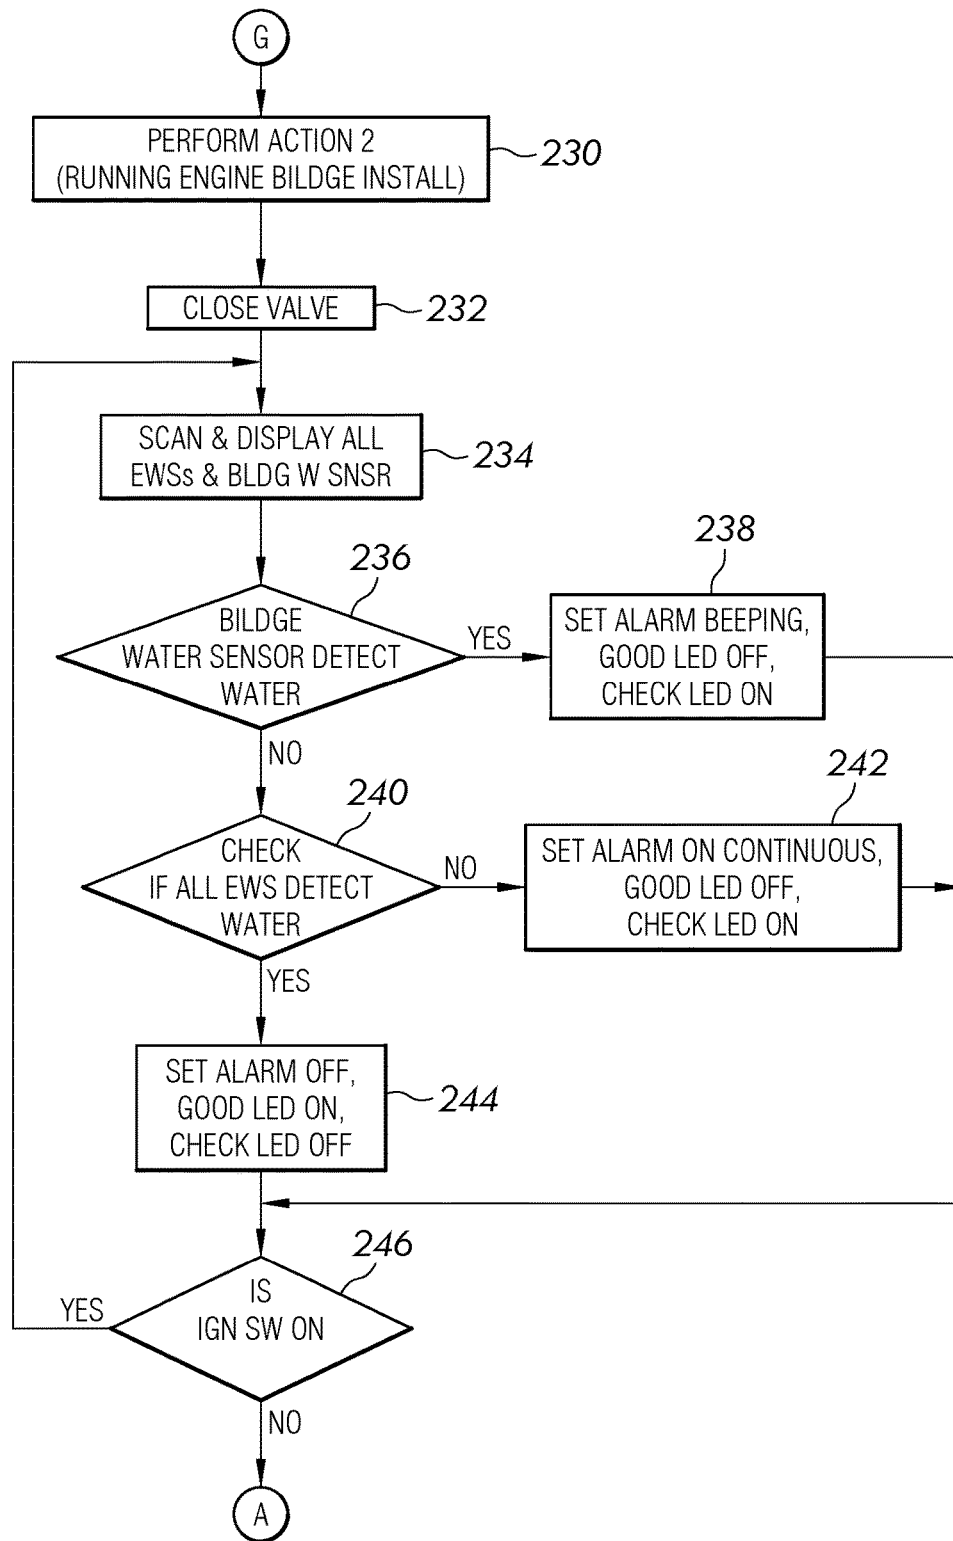 G
PERFORM ACTION 2
(RUNNING ENGINE BILDGE INSTALL)
230
CLOSE VALVE
232
SCAN & DISPLAY ALL
EWSs & BLDG W SNSR
234
236
BILDGE
WATER SENSOR DETECT
WATER
YES
238
SET ALARM BEEPING,
GOOD LED OFF,
CHECK LED ON
NO
240
CHECK
IF ALL EWS DETECT
WATER
NO
242
SET ALARM ON CONTINUOUS,
GOOD LED OFF,
CHECK LED ON
YES
SET ALARM OFF,
GOOD LED ON,
CHECK LED OFF
244
246
IS
IGN SW ON
YES
NO
A